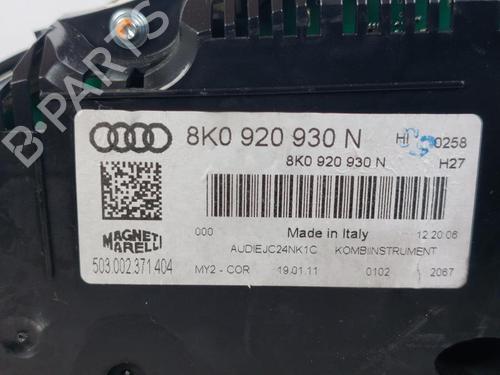 B-PARTS
8K0 920 930 N
HI 0258
8K0 920 930 N
H27
000
Made in Italy
12:20:06
AUDIEJC24NK1C KOMBIINSTRUMENT
MAGNETI
MARELLI
503.002.371.404
MY2 - COR 19.01.11 0102 2067